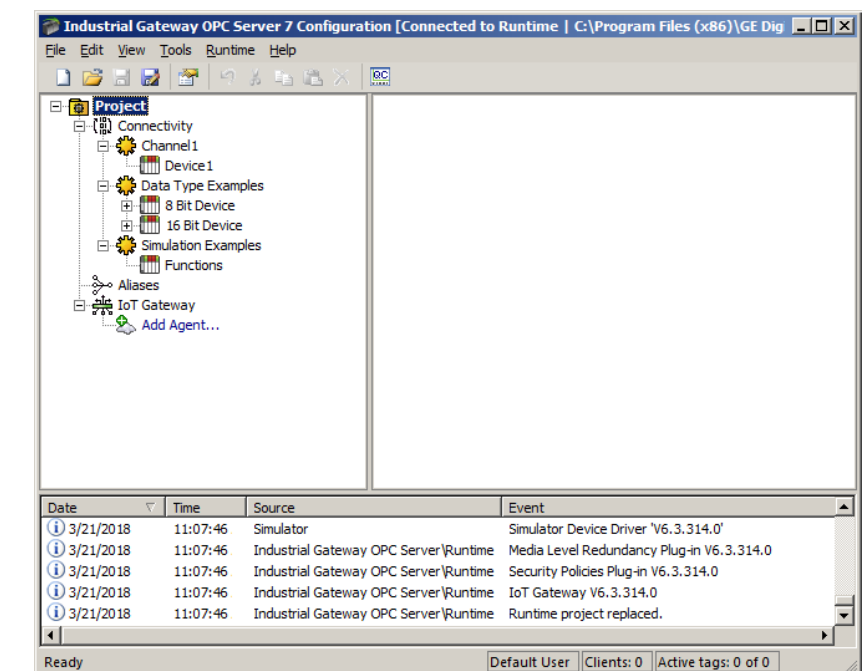 Industrial Gateway OPC Server 7 Configuration [Connected to Runtime | C:\Program Files (x86)\GE Dig
File Edit View Tools Runtime Help
QC
Project
Connectivity
Channel1
Device1
Data Type Examples
8 Bit Device
16 Bit Device
Simulation Examples
Functions
Aliases
IoT Gateway
Add Agent...
Date Time Source Event
3/21/2018 11:07:46 Simulator Simulator Device Driver 'V6.3.314.0'
3/21/2018 11:07:46 Industrial Gateway OPC Server\Runtime Media Level Redundancy Plug-in V6.3.314.0
3/21/2018 11:07:46 Industrial Gateway OPC Server\Runtime Security Policies Plug-in V6.3.314.0
3/21/2018 11:07:46 Industrial Gateway OPC Server\Runtime IoT Gateway V6.3.314.0
3/21/2018 11:07:46 Industrial Gateway OPC Server\Runtime Runtime project replaced.
Ready Default User Clients: 0 Active tags: 0 of 0